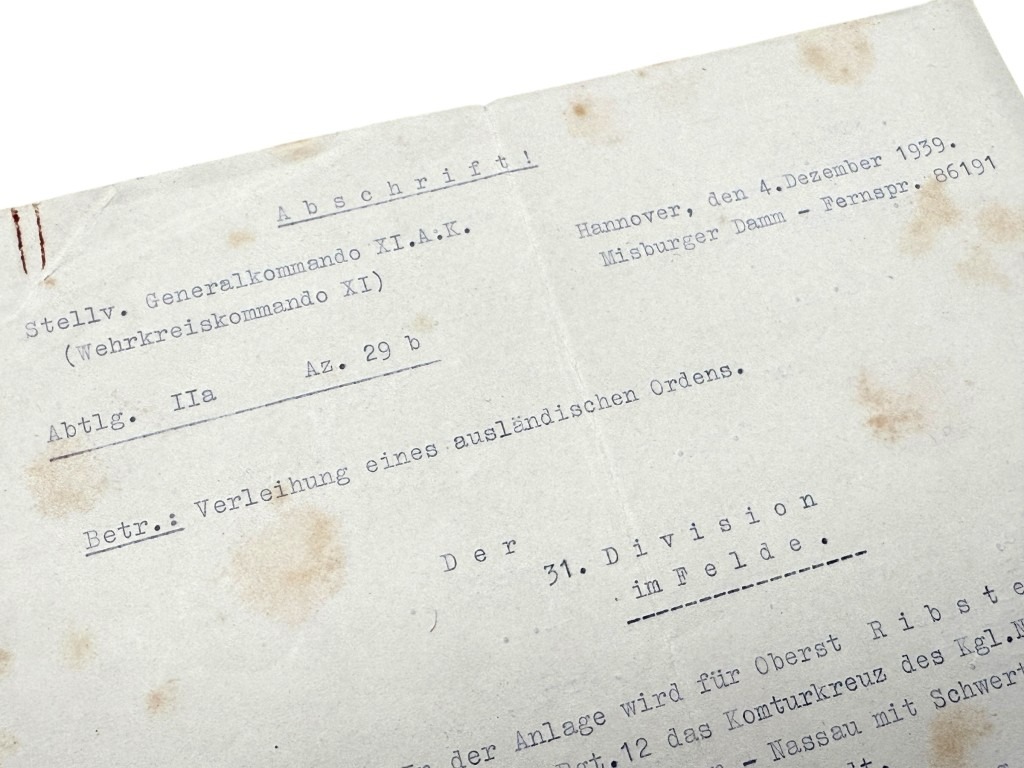 Abschrift!
Hannover, den 4.Dezember 1939.
Misburger Damm - Fernspr. 86191
Stellv. Generalkommando XI.A.K.
(Wehrkreiskommando XI)
Abtlg. IIa Az. 29 b
Betr.: Verleihung eines ausländischen Ordens.
Der
31. Division
im Felde.
der Anlage wird für Oberst Ribste
.12 das Komturkreuz des Kgl.
- Nassau mit Schwert